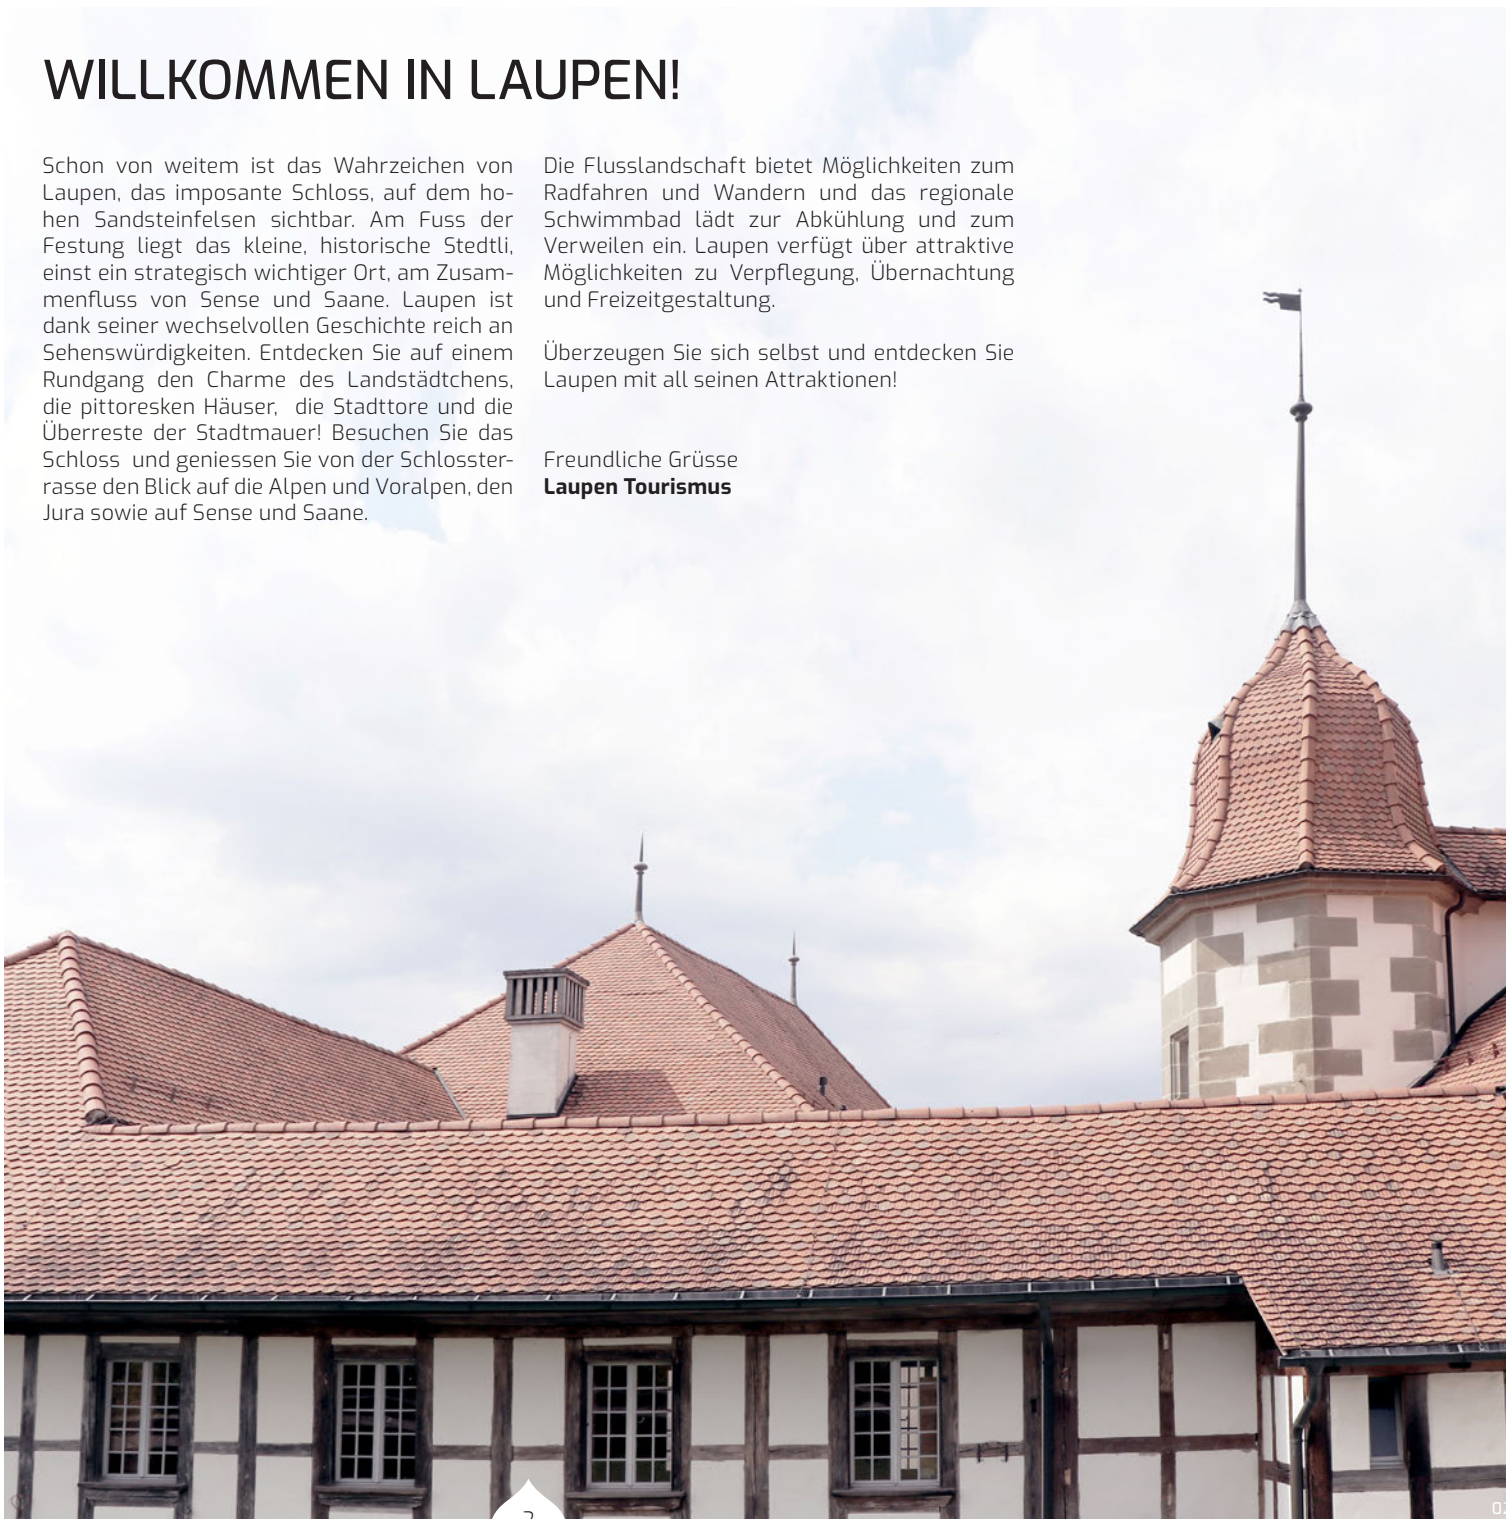 WILLKOMMEN IN LAUPEN!
Schon von weitem ist das Wahrzeichen von
Laupen, das imposante Schloss, auf dem ho-
hen Sandsteinfelsen sichtbar. Am Fuss der
Festung liegt das kleine, historische Stedtli,
einst ein strategisch wichtiger Ort, am Zusam-
menfluss von Sense und Saane. Laupen ist
dank seiner wechselvollen Geschichte reich an
Sehenswürdigkeiten. Entdecken Sie auf einem
Rundgang den Charme des Landstädtchens,
die pittoresken Häuser, die Stadttore und die
Überreste der Stadtmauer! Besuchen Sie das
Schloss und geniessen Sie von der Schlosster-
rasse den Blick auf die Alpen und Voralpen, den
Jura sowie auf Sense und Saane.
Die Flusslandschaft bietet Möglichkeiten zum
Radfahren und Wandern und das regionale
Schwimmbad lädt zur Abkühlung und zum
Verweilen ein. Laupen verfügt über attraktive
Möglichkeiten zu Verpflegung, Übernachtung
und Freizeitgestaltung.
Überzeugen Sie sich selbst und entdecken Sie
Laupen mit all seinen Attraktionen!
Freundliche Grüsse
Laupen Tourismus